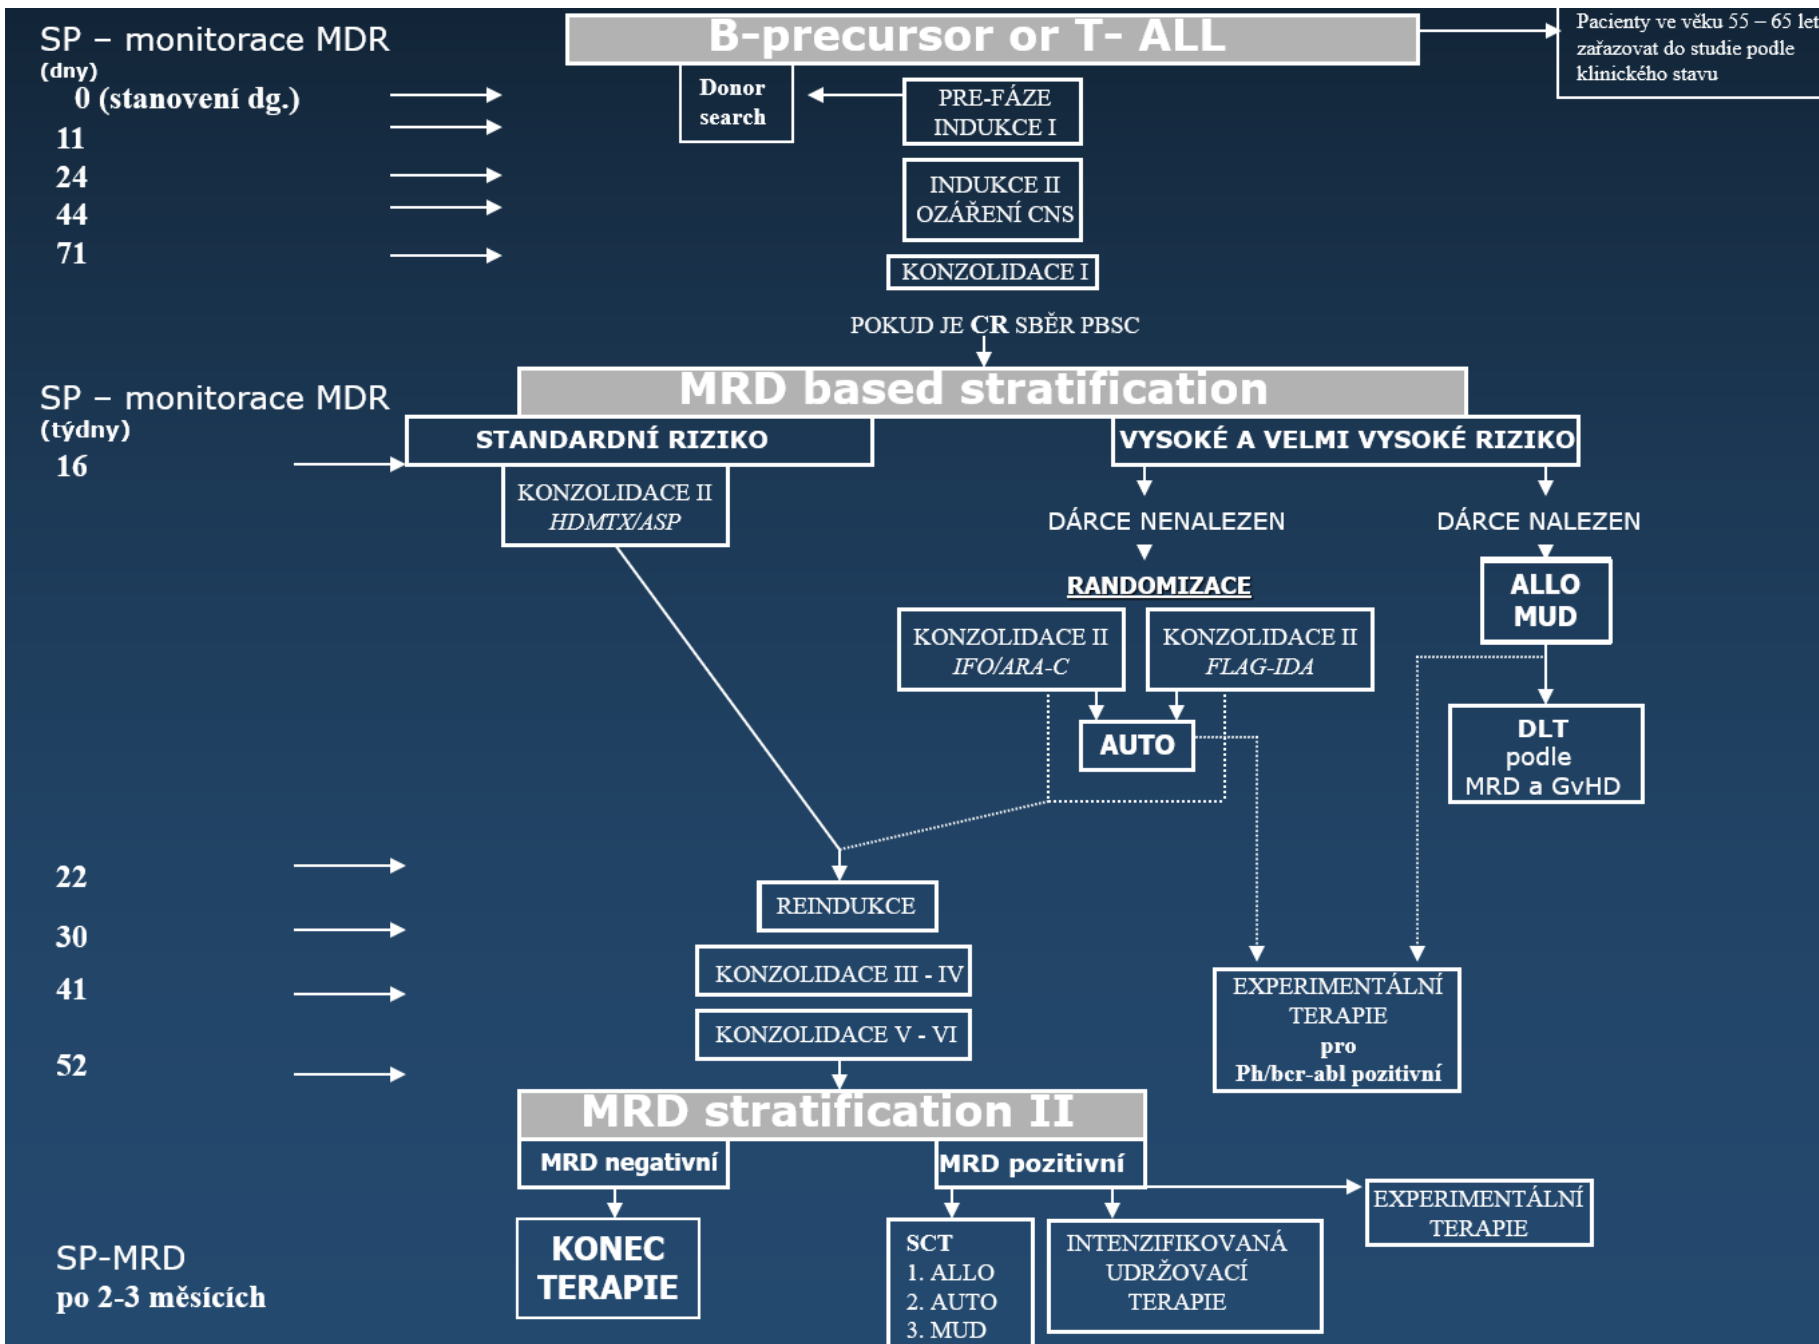 SP – monitorace MDR
(dny)
0 (stanovení dg.)
11
24
44
71
B-precursor or T- ALL
Pacienty ve věku 55 – 65 let
zařazovat do studie podle
klinického stavu
Donor
search
PRE-FÁZE
INDUKCE I
INDUKCE II
OZÁŘENÍ CNS
KONZOLIDACE I
POKUD JE CR SBĚR PBSC
MRD based stratification
SP – monitorace MDR
(týdny)
16
STANDARDNÍ RIZIKO
VYSOKÉ A VELMI VYSOKÉ RIZIKO
KONZOLIDACE II
HDMTX/ASP
DÁRCE NENALEZEN
DÁRCE NALEZEN
RANDOMIZACE
ALLO
MUD
KONZOLIDACE II
IFO/ARA-C
KONZOLIDACE II
FLAG-IDA
AUTO
DLT
podle
MRD a GvHD
22
30
41
52
REINDUKCE
KONZOLIDACE III - IV
KONZOLIDACE V - VI
EXPERIMENTÁLNÍ
TERAPIE
pro
Ph/bcr-abl pozitivní
MRD stratification II
MRD negativní
MRD pozitivní
KONEC
TERAPIE
SCT
1. ALLO
2. AUTO
3. MUD
INTENZIFIKOVANÁ
UDRŽOVACÍ
TERAPIE
EXPERIMENTÁLNÍ
TERAPIE
SP-MRD
po 2-3 měsících